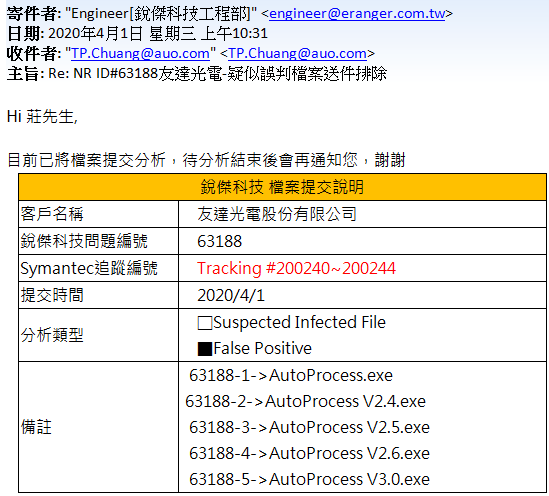 寄件者: "Engineer[銳傑科技工程部]" <engineer@eranger.com.tw>
日期: 2020年4月1日 星期三 上午10:31
收件者: "TP.Chuang@auo.com" <TP.Chuang@auo.com>
主旨: Re: NR ID#63188友達光電-疑似誤判檔案送件排除
Hi 莊先生,
目前已將檔案提交分析，待分析結束後會再通知您，謝謝
銳傑科技 檔案提交說明
客戶名稱 友達光電股份有限公司
銳傑科技問題編號 63188
Symantec追蹤編號 Tracking #200240~200244
提交時間 2020/4/1
分析類型 □Suspected Infected File
■False Positive
備註 63188-1->AutoProcess.exe
63188-2->AutoProcess V2.4.exe
63188-3->AutoProcess V2.5.exe
63188-4->AutoProcess V2.6.exe
63188-5->AutoProcess V3.0.exe